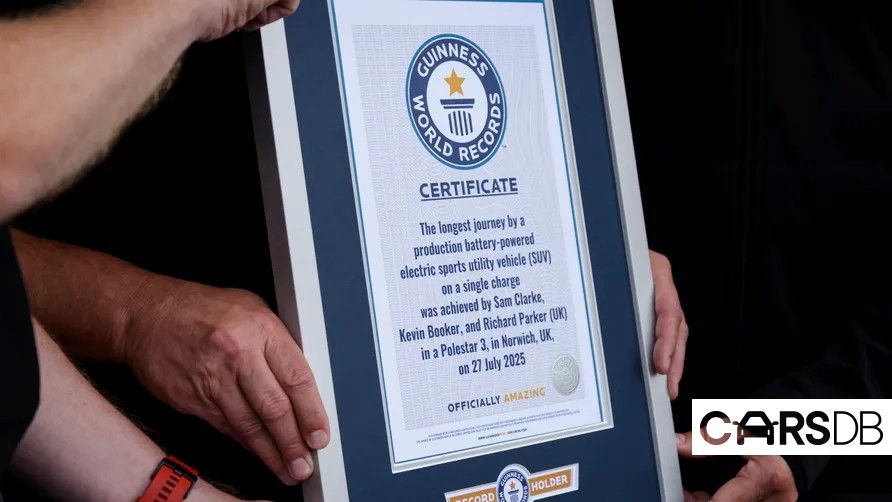 GUINNESS
WORLD RECORDS
CERTIFICATE
The longest journey by a
production battery-powered
electric sports utility vehicle (SUV)
on a single charge
was achieved by Sam Clarke,
Kevin Booker, and Richard Parker (UK)
in a Polestar 3, in Norwich, UK,
on 27 July 2025
OFFICIALLY AMAZING
RECORD HOLDER
CARSDB